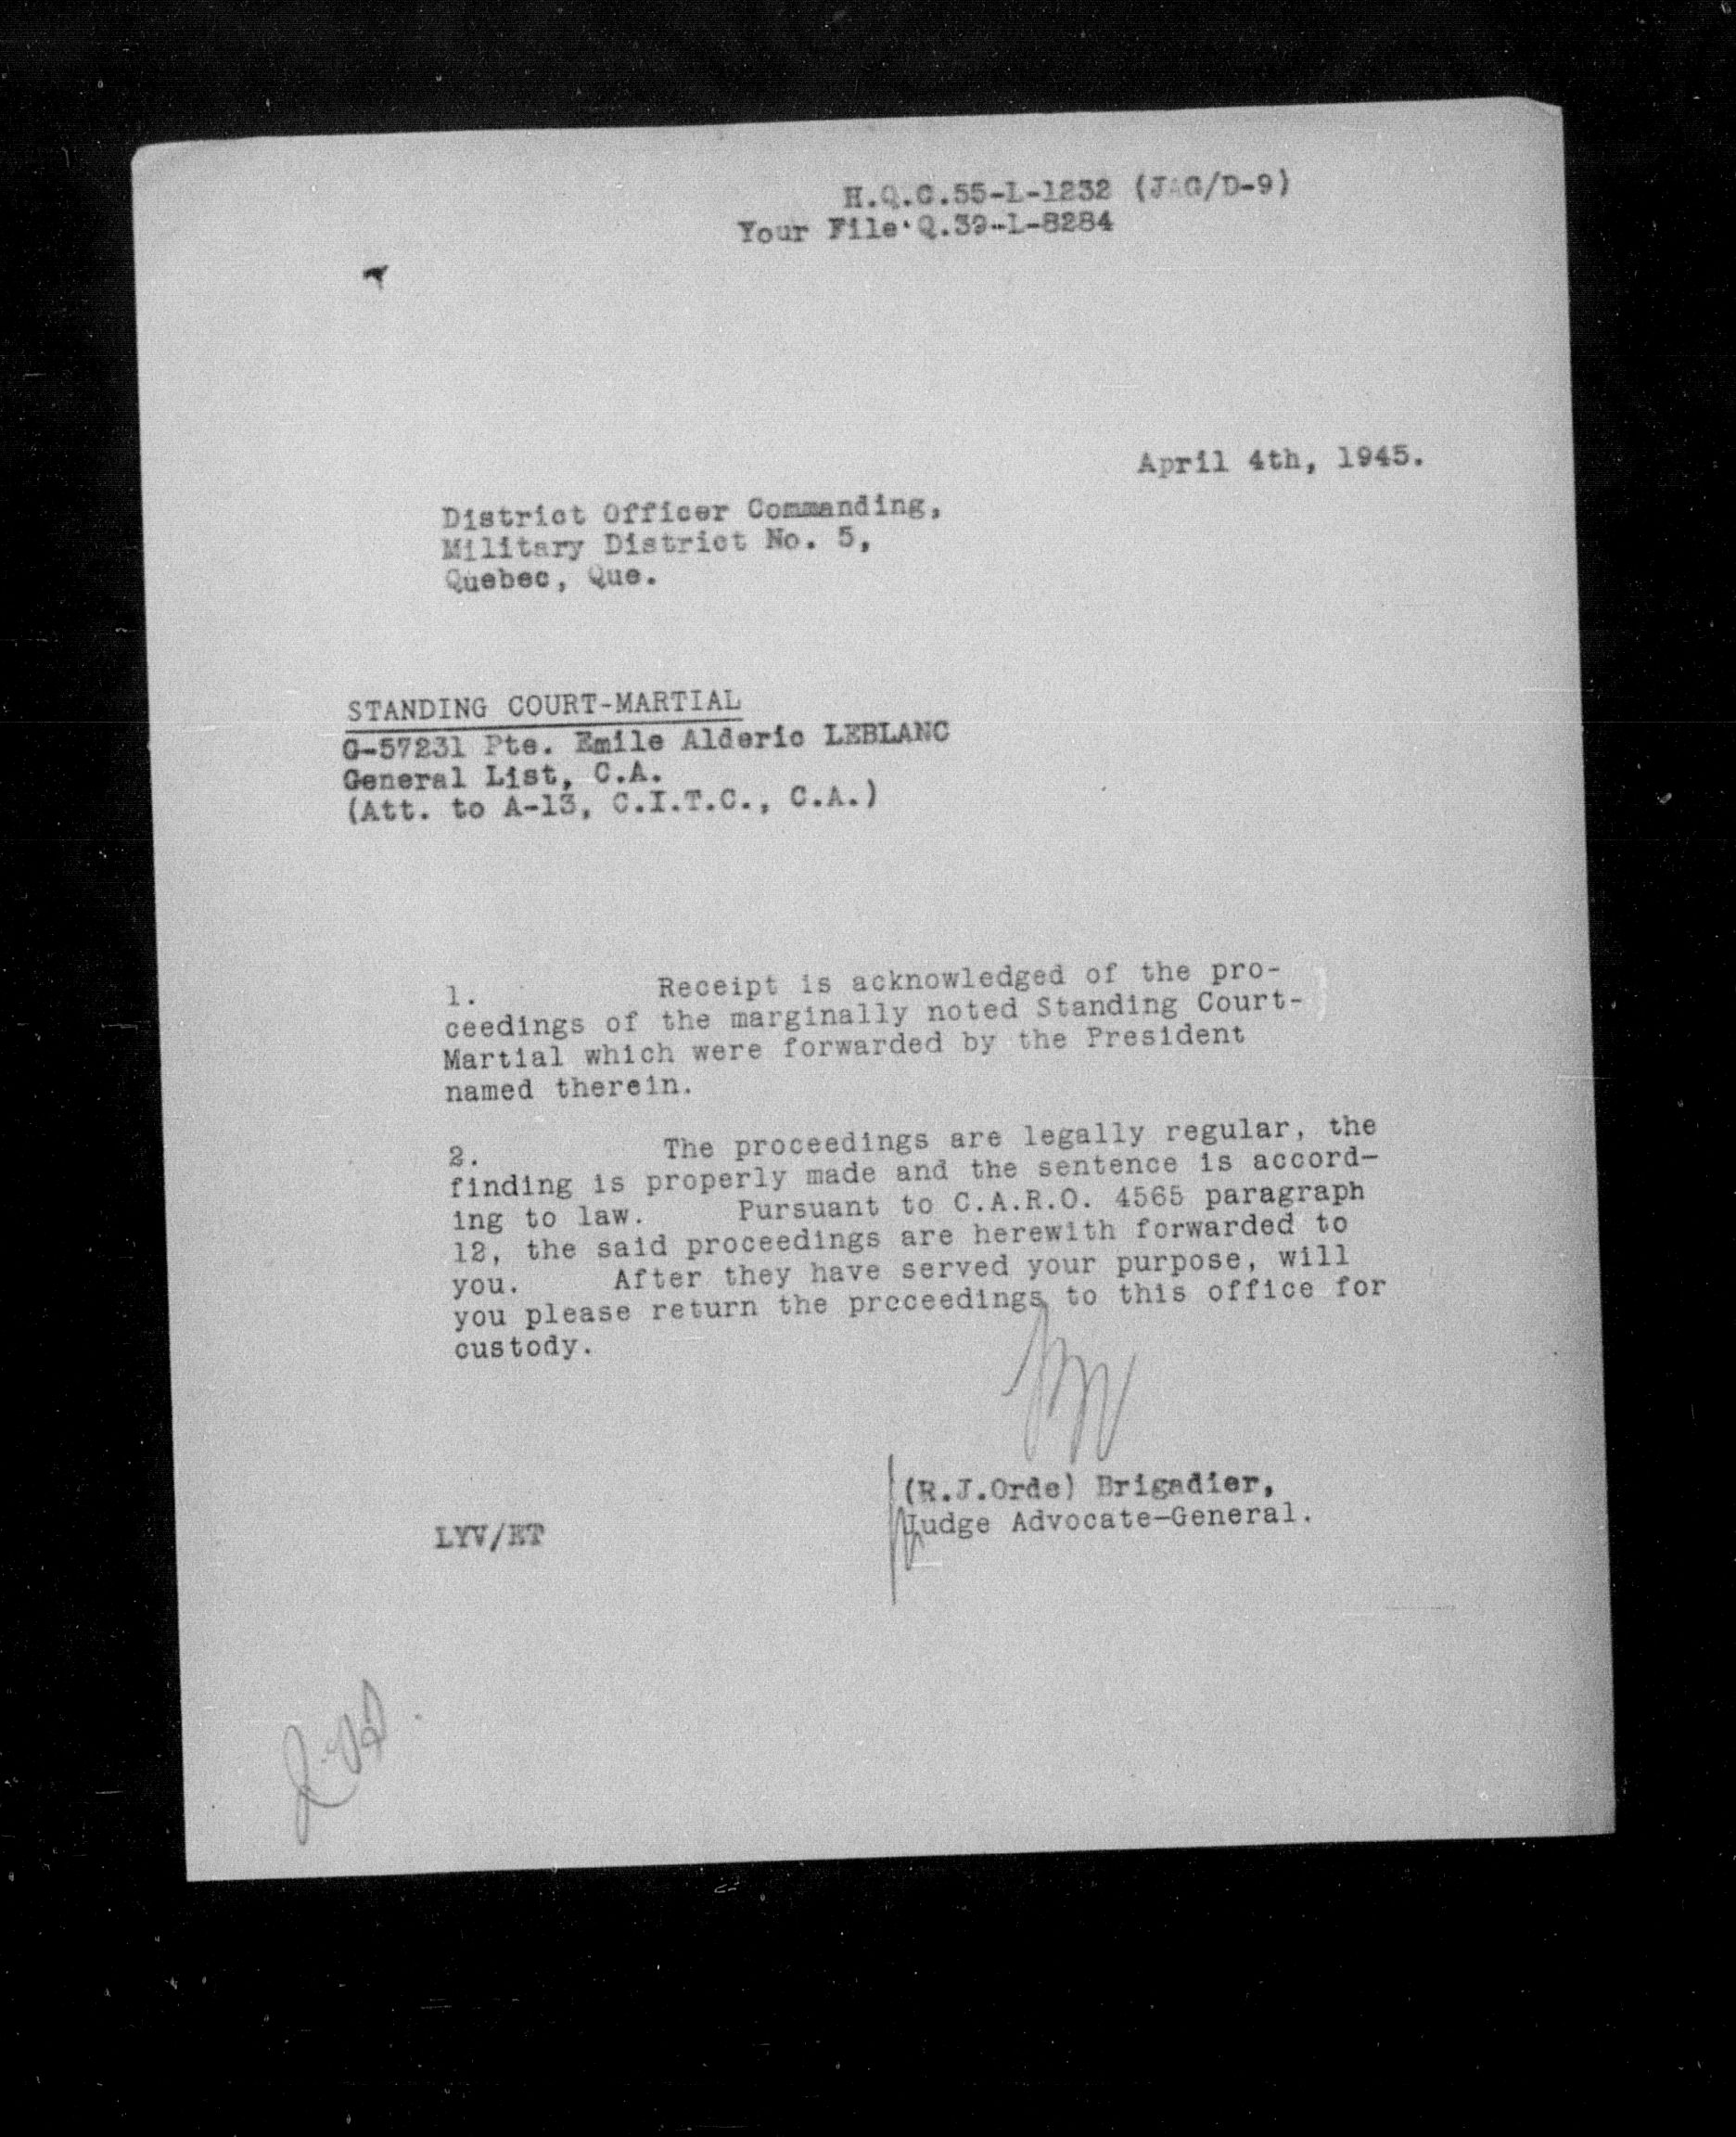 H.Q.C.55-L-1232 (JAG/D-9)
Your File Q.39-L-8284
April 4th, 1945.
District Officer Commanding,
Military District No. 5,
Quebec, Que.
STANDING COURT-MARTIAL
G-57231 Pte. Emile Alderic LEBLANC
General List, C.A.
(Att. to A-13, C.I.T.C., C.A.)
1. Receipt is acknowledged of the pro-
ceedings of the marginally noted Standing Court-
Martial which were forwarded by the President
named therein.
2. The proceedings are legally regular, the
finding is properly made and the sentence is accord-
ing to law. Pursuant to C.A.R.O. 4565 paragraph
12, the said proceedings are herewith forwarded to
you. After they have served your purpose, will
you please return the proceedings to this office for
custody.
(R.J.Orde) Brigadier,
Judge Advocate-General.
LYV/ET